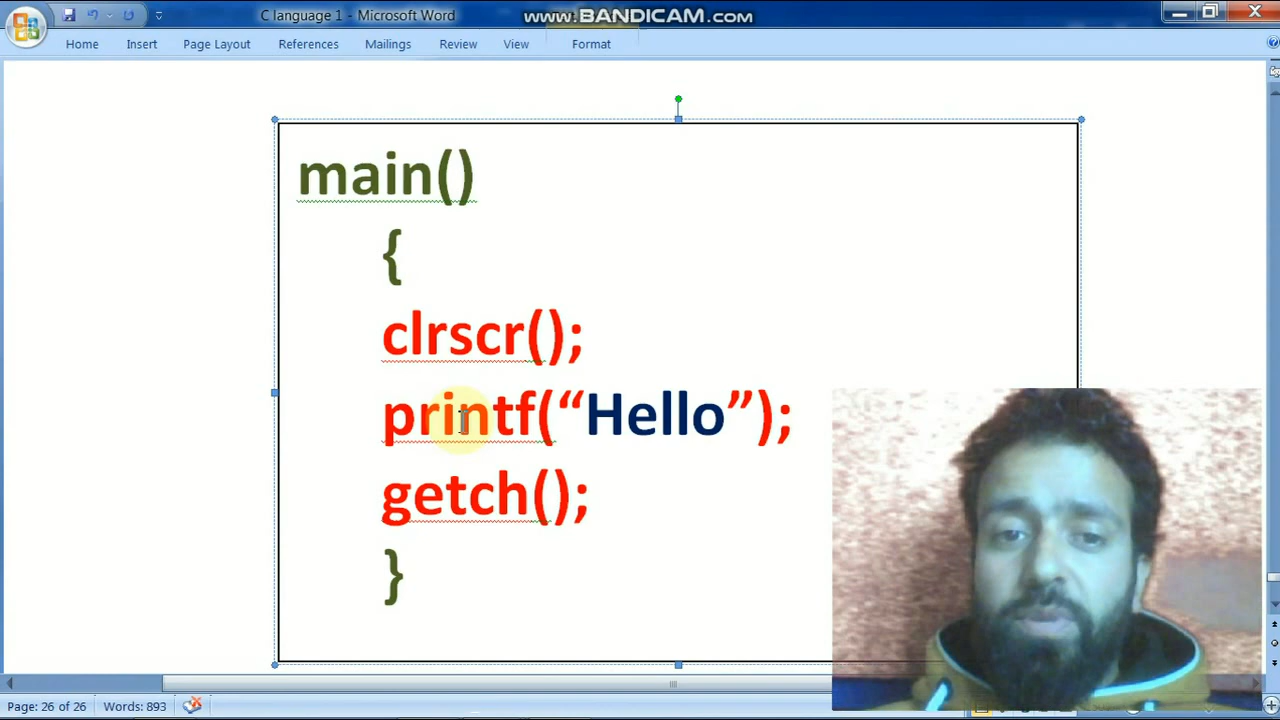 C language 1 - Microsoft Word
www.BANDICAM.com
Home Insert Page Layout References Mailings Review View Format
main()
{
clrscr();
printf(“Hello”);
getch();
}
Page: 26 of 26 Words: 893